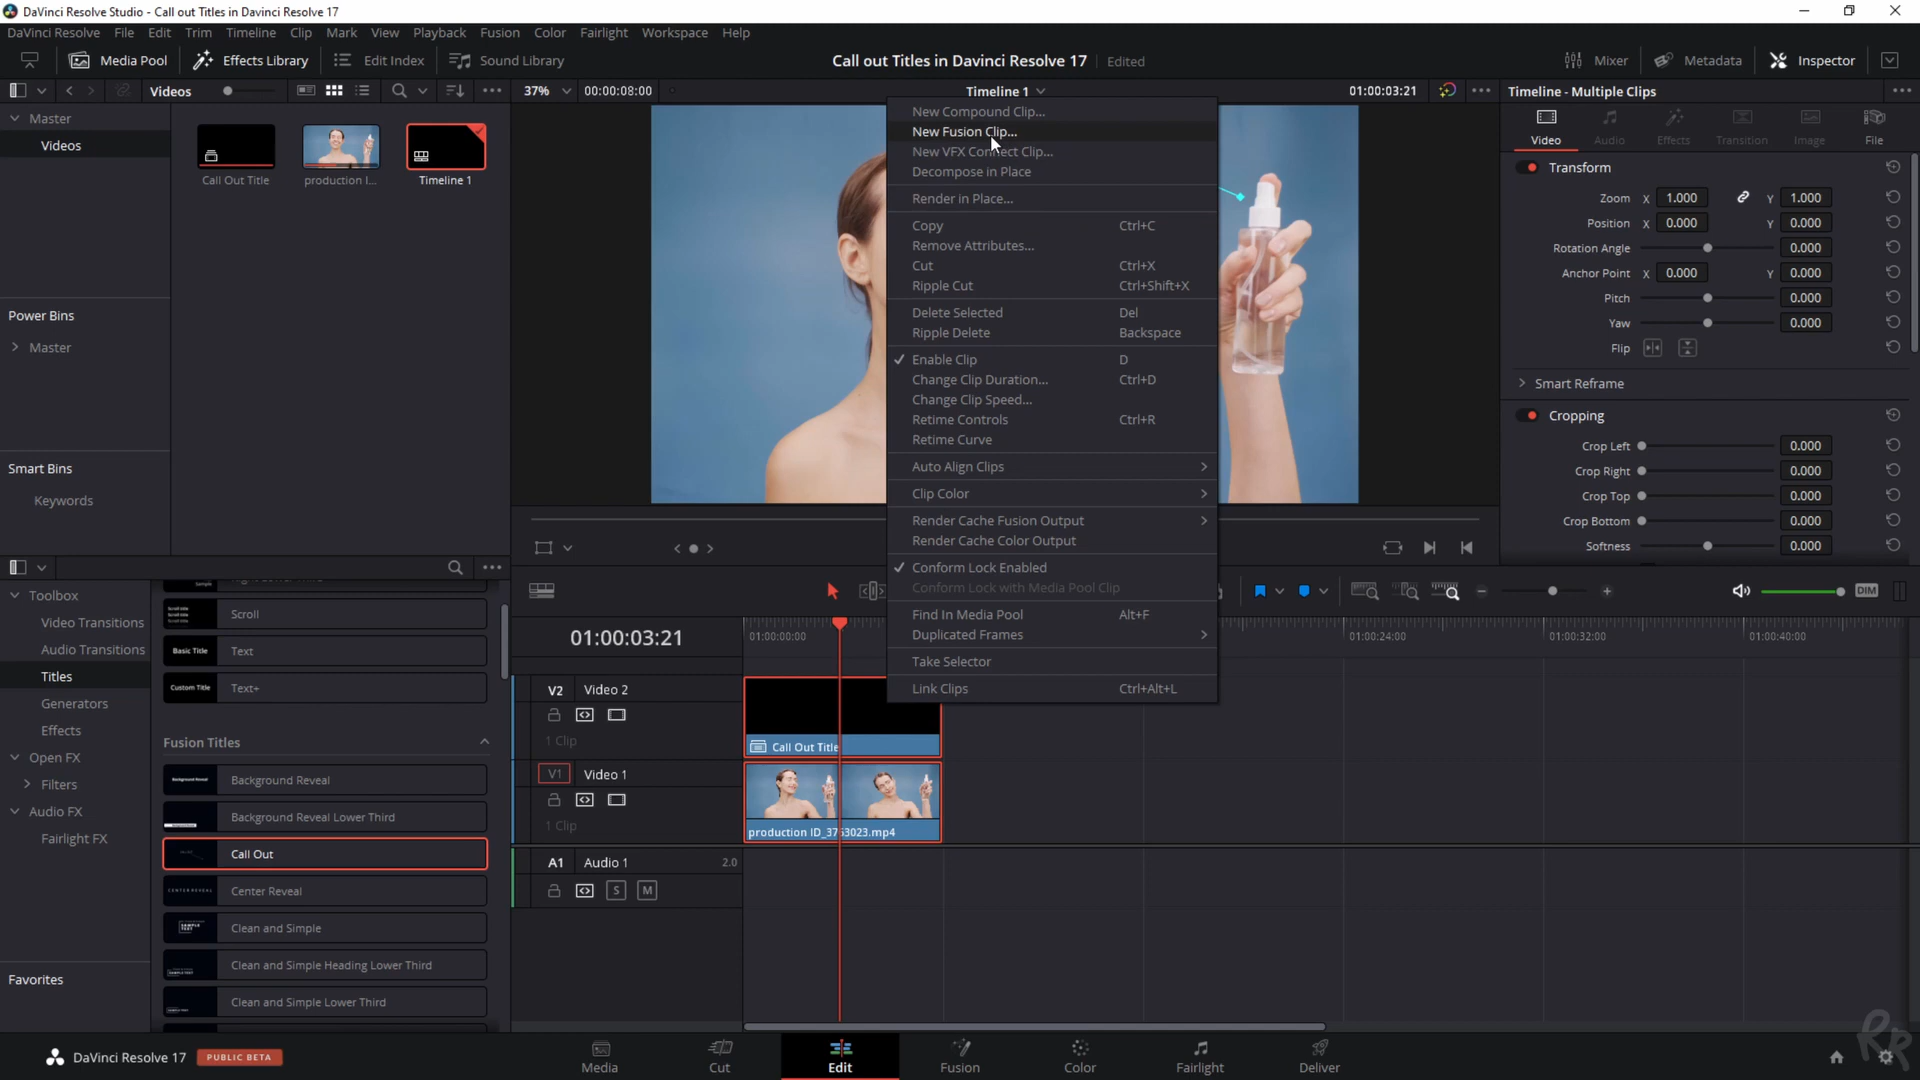 DaVinci Resolve Studio - Call out Titles in Davinci Resolve 17
DaVinci Resolve File Edit Trim Timeline Clip Mark View Playback Fusion Color Fairlight Workspace Help
Media Pool Effects Library Edit Index Sound Library Call out Titles in Davinci Resolve 17 Edited Mixer Metadata Inspector
Videos 37% 00:00:08:00 Timeline 1 01:00:03:21 Timeline - Multiple Clips
Master
Videos
Call Out Title
production I...
Timeline 1
Power Bins
Master
Smart Bins
Keywords
New Compound Clip...
New Fusion Clip...
New VFX Connect Clip...
Decompose in Place
Render in Place...
Copy Ctrl+C
Remove Attributes...
Cut Ctrl+X
Ripple Cut Ctrl+Shift+X
Delete Selected Del
Ripple Delete Backspace
Enable Clip D
Change Clip Duration... Ctrl+D
Change Clip Speed...
Retime Controls Ctrl+R
Retime Curve
Auto Align Clips
Clip Color
Render Cache Fusion Output
Render Cache Color Output
Conform Lock Enabled
Conform Lock with Media Pool Clip
Find In Media Pool Alt+F
Duplicated Frames
Take Selector
Link Clips Ctrl+Alt+L
Video Audio Effects Transition Image File
Transform
Zoom X 1.000 Y 1.000
Position X 0.000 Y 0.000
Rotation Angle 0.000
Anchor Point X 0.000 Y 0.000
Pitch 0.000
Yaw 0.000
Flip
Smart Reframe
Cropping
Crop Left 0.000
Crop Right 0.000
Crop Top 0.000
Crop Bottom 0.000
Softness 0.000
Toolbox
Video Transitions
Audio Transitions
Titles
Generators
Effects
Open FX
Filters
Audio FX
Fairlight FX
Favorites
Scroll
Basic Title Text
Custom Title Text+
Fusion Titles
Background Reveal
Background Reveal Lower Third
Call Out
Center Reveal
Clean and Simple
Clean and Simple Heading Lower Third
Clean and Simple Lower Third
DIM
01:00:03:21 01:00:00:00 01:00:24:00 01:00:32:00 01:00:40:00
V2 Video 2
1 Clip
Call Out Title
V1 Video 1
1 Clip
production ID_3763023.mp4
A1 Audio 1 2.0
S M
DaVinci Resolve 17 PUBLIC BETA
Media Cut Edit Fusion Color Fairlight Deliver
RR